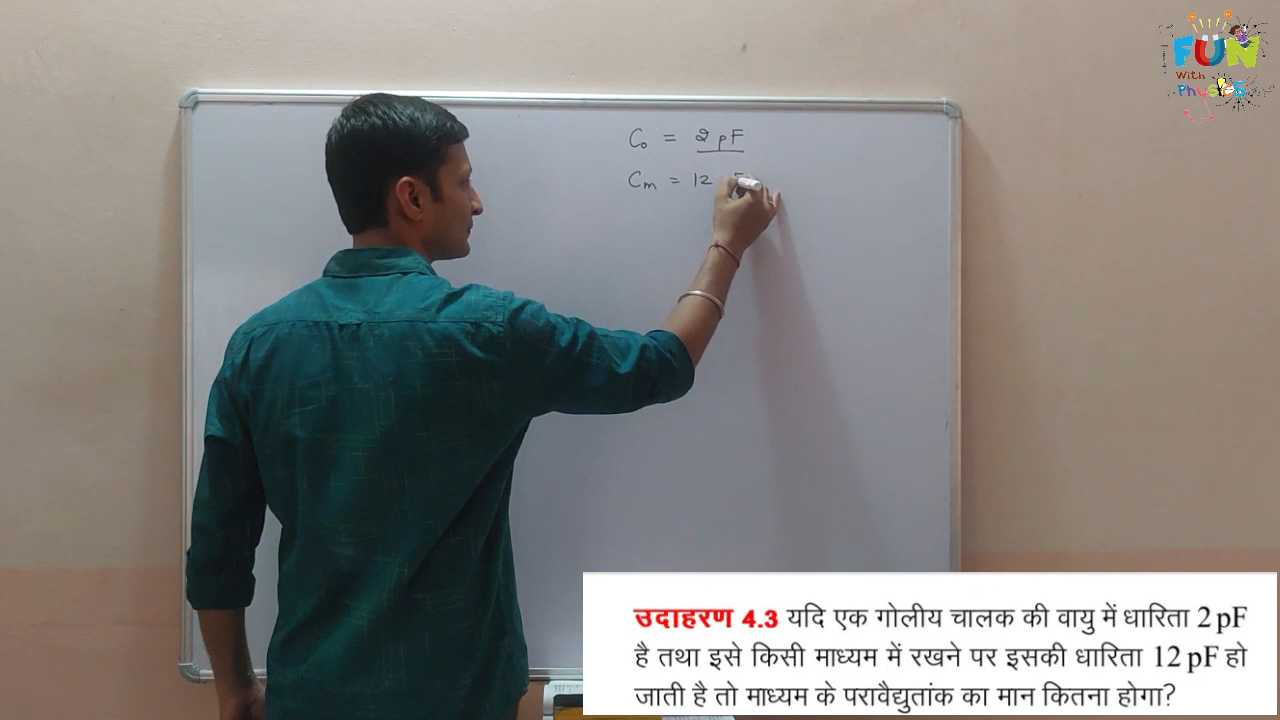 FUN
With
Physics
C₀ = 2 pF
Cm = 12
उदाहरण 4.3 यदि एक गोलीय चालक की वायु में धारिता 2 pF
है तथा इसे किसी माध्यम में रखने पर इसकी धारिता 12 pF हो
जाती है तो माध्यम के परावैद्युतांक का मान कितना होगा?